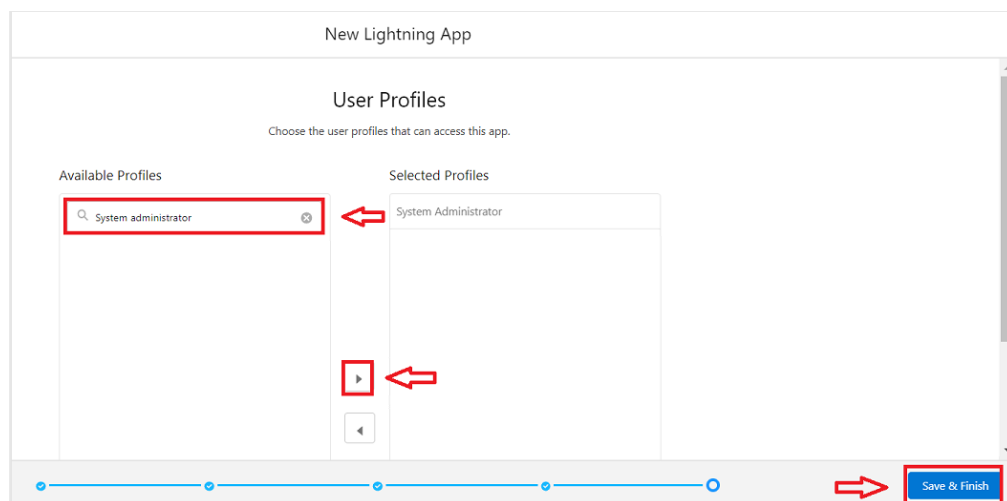 New Lightning App
User Profiles
Choose the user profiles that can access this app.
Available Profiles
Selected Profiles
System administrator
System Administrator
Save & Finish